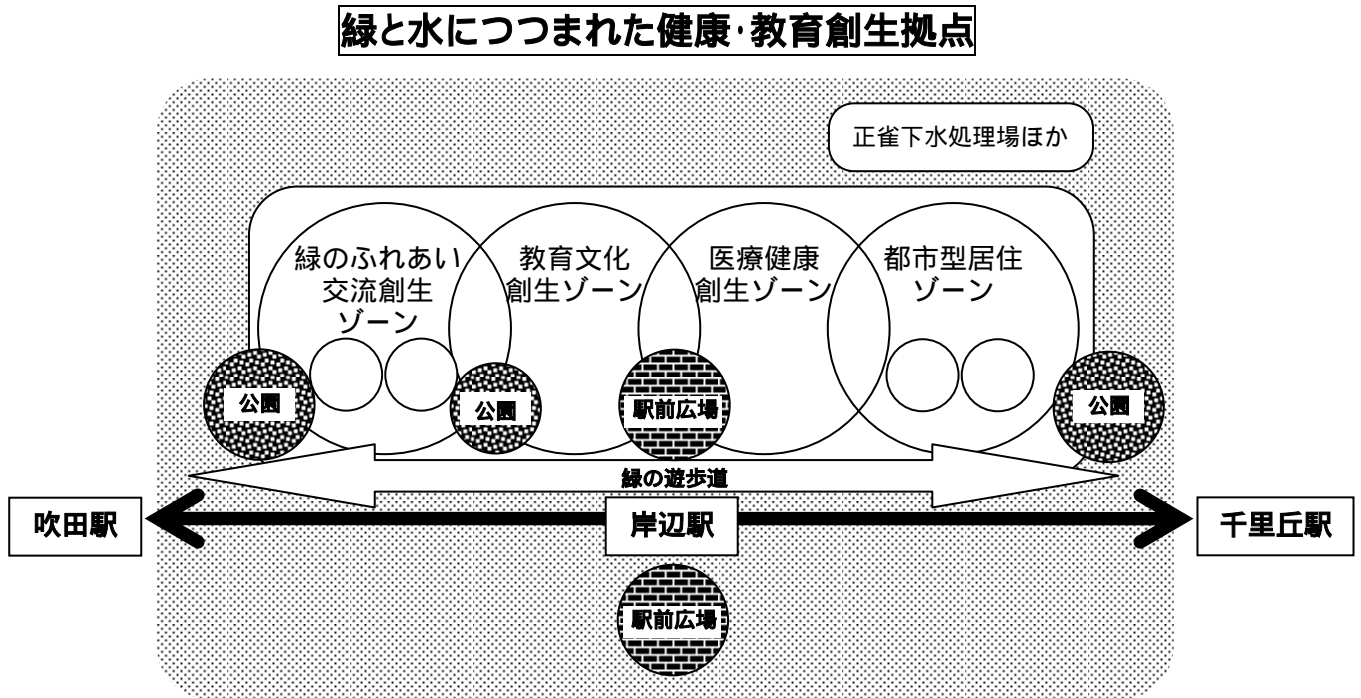 緑と水につつまれた健康・教育創生拠点
正雀下水処理場ほか
緑のふれあい
交流創生
ゾーン
教育文化
創生ゾーン
医療健康
創生ゾーン
都市型居住
ゾーン
公園
公園
駅前広場
公園
緑の遊歩道
吹田駅
岸辺駅
千里丘駅
駅前広場